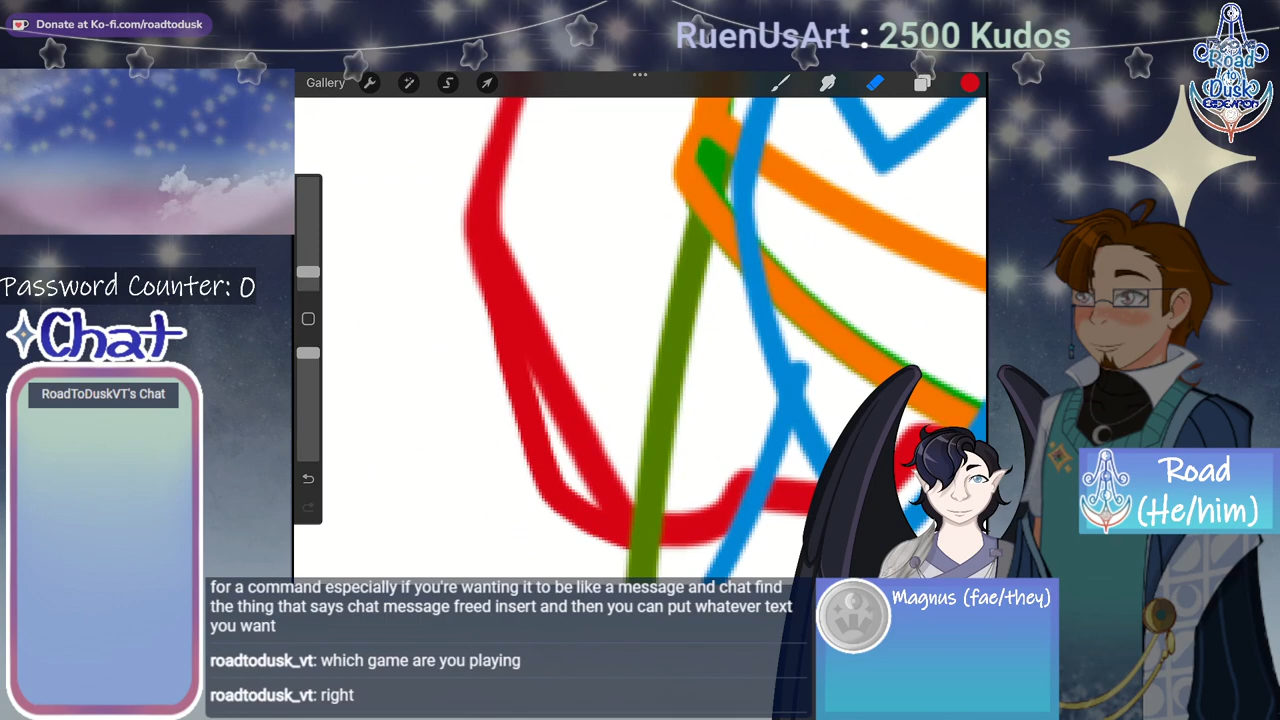 Donate at Ko-fi.com/roadtodusk
RuenUsArt : 2500 Kudos
Road
to
Dusk
Gallery
Password Counter: 0
Chat
RoadToDuskVT's Chat
Road
(He/him)
for a command especially if you're wanting it to be like a message and chat find
the thing that says chat message freed insert and then you can put whatever text
you want
roadtodusk_vt: which game are you playing
roadtodusk_vt: right
Magnus (fae/they)